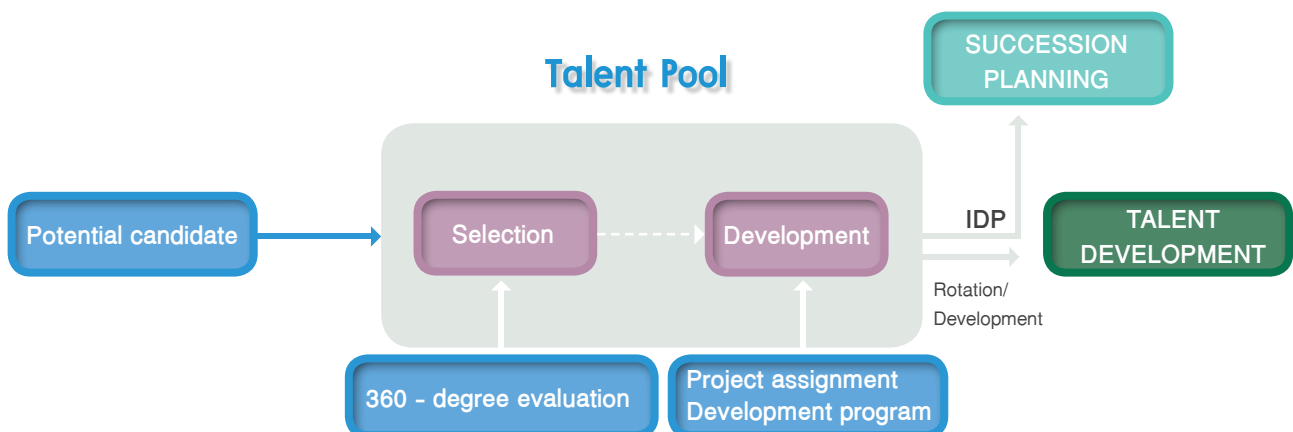 SUCCESSION
PLANNING
Talent Pool
Potential candidate
Selection
Development
IDP
TALENT
DEVELOPMENT
Rotation/
Development
360 - degree evaluation
Project assignment
Development program